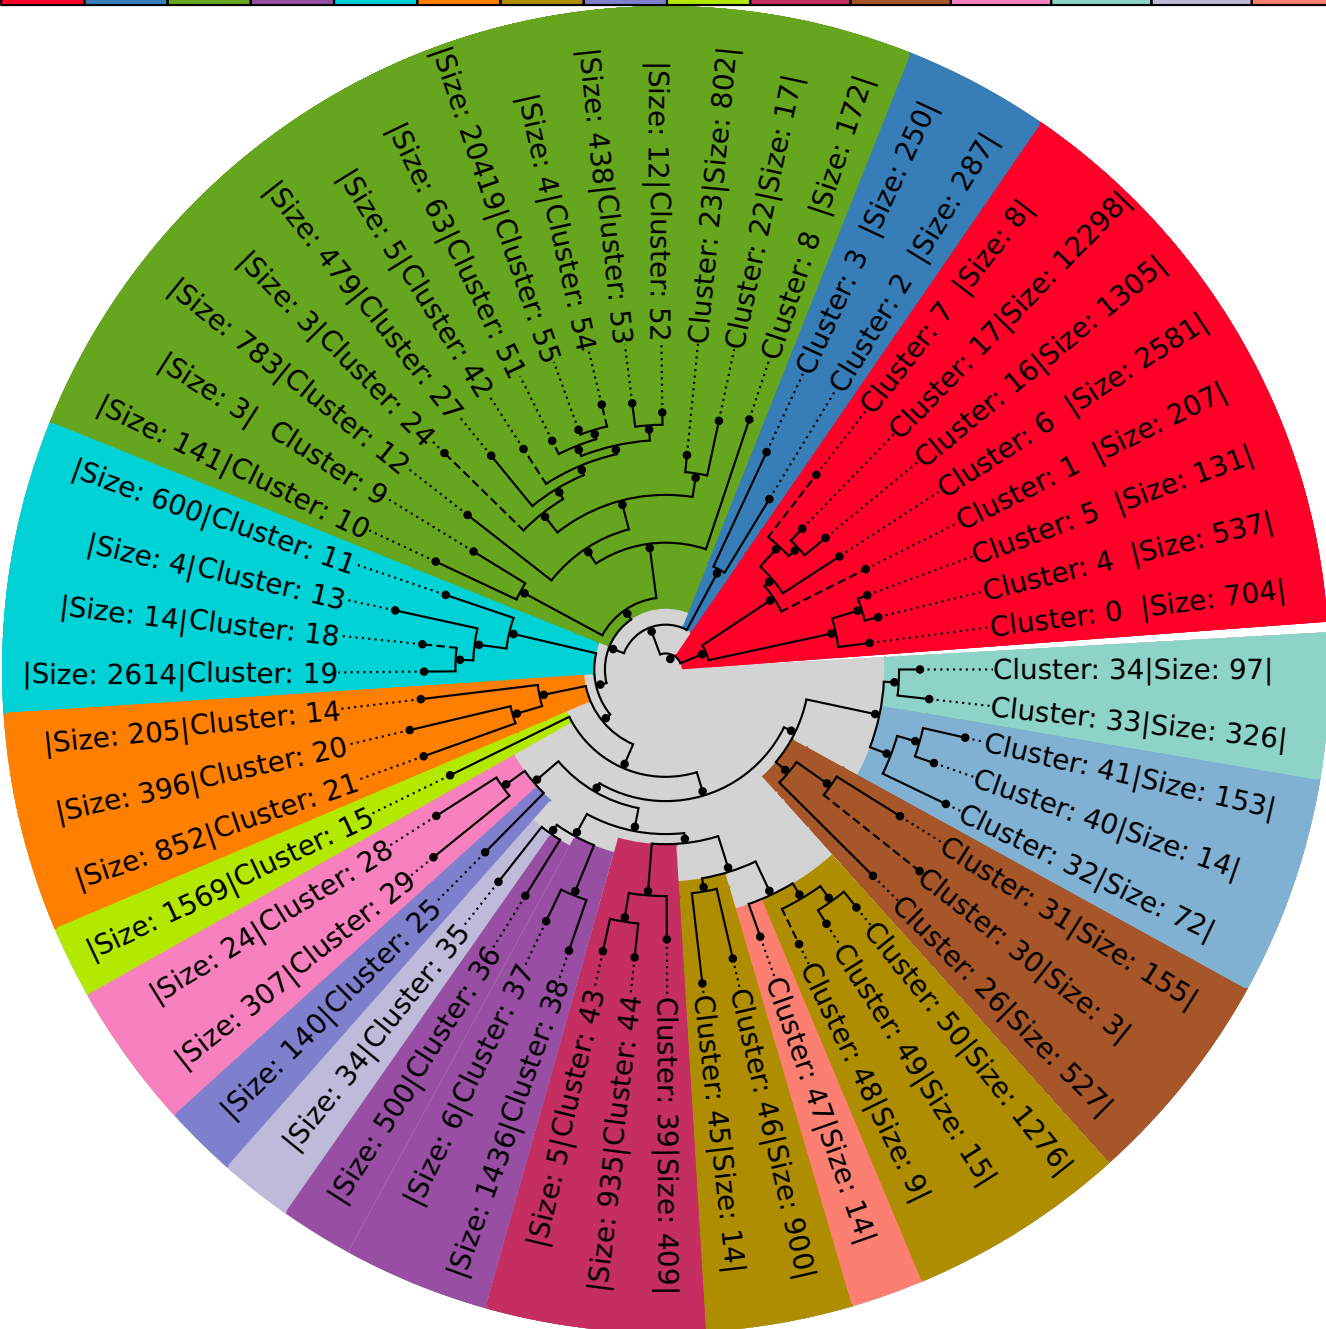 Cluster: 0 |Size: 704|
Cluster: 4 |Size: 537|
Cluster: 5 |Size: 131|
Cluster: 1 |Size: 207|
Cluster: 6 |Size: 2581|
Cluster: 16|Size: 1305|
Cluster: 17|Size: 12298|
Cluster: 7 |Size: 8|
Cluster: 2 |Size: 287|
Cluster: 3 |Size: 250|
Cluster: 8 |Size: 172|
Cluster: 22|Size: 17|
Cluster: 23|Size: 802|
|Size: 12|Cluster: 52
|Size: 438|Cluster: 53
|Size: 4|Cluster: 54
|Size: 20419|Cluster: 55
|Size: 63|Cluster: 51
|Size: 5|Cluster: 42
|Size: 479|Cluster: 27
|Size: 3|Cluster: 24
|Size: 783|Cluster: 12
|Size: 3| Cluster: 9
|Size: 141|Cluster: 10
|Size: 600|Cluster: 11
|Size: 4|Cluster: 13
|Size: 14|Cluster: 18
|Size: 2614|Cluster: 19
|Size: 205|Cluster: 14
|Size: 396|Cluster: 20
|Size: 852|Cluster: 21
|Size: 1569|Cluster: 15
|Size: 24|Cluster: 28
|Size: 307|Cluster: 29
|Size: 140|Cluster: 25
|Size: 34|Cluster: 35
|Size: 500|Cluster: 36
|Size: 6|Cluster: 37
|Size: 1436|Cluster: 38
|Size: 5|Cluster: 43
|Size: 935|Cluster: 44
Cluster: 39|Size: 409|
Cluster: 45|Size: 14|
Cluster: 46|Size: 900|
Cluster: 47|Size: 14|
Cluster: 48|Size: 9|
Cluster: 49|Size: 15|
Cluster: 50|Size: 1276|
Cluster: 26|Size: 527|
Cluster: 30|Size: 3|
Cluster: 31|Size: 155|
Cluster: 32|Size: 72|
Cluster: 40|Size: 14|
Cluster: 41|Size: 153|
Cluster: 33|Size: 326|
Cluster: 34|Size: 97|